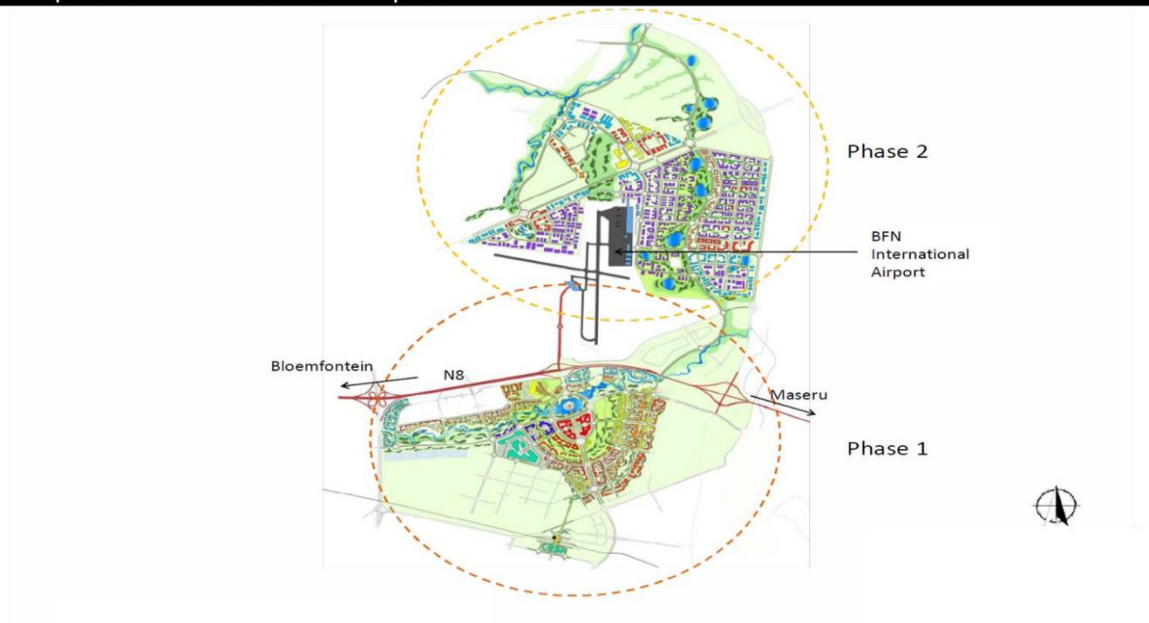 Phase 2
BFN
International
Airport
Bloemfontein
N8
Maseru
Phase 1